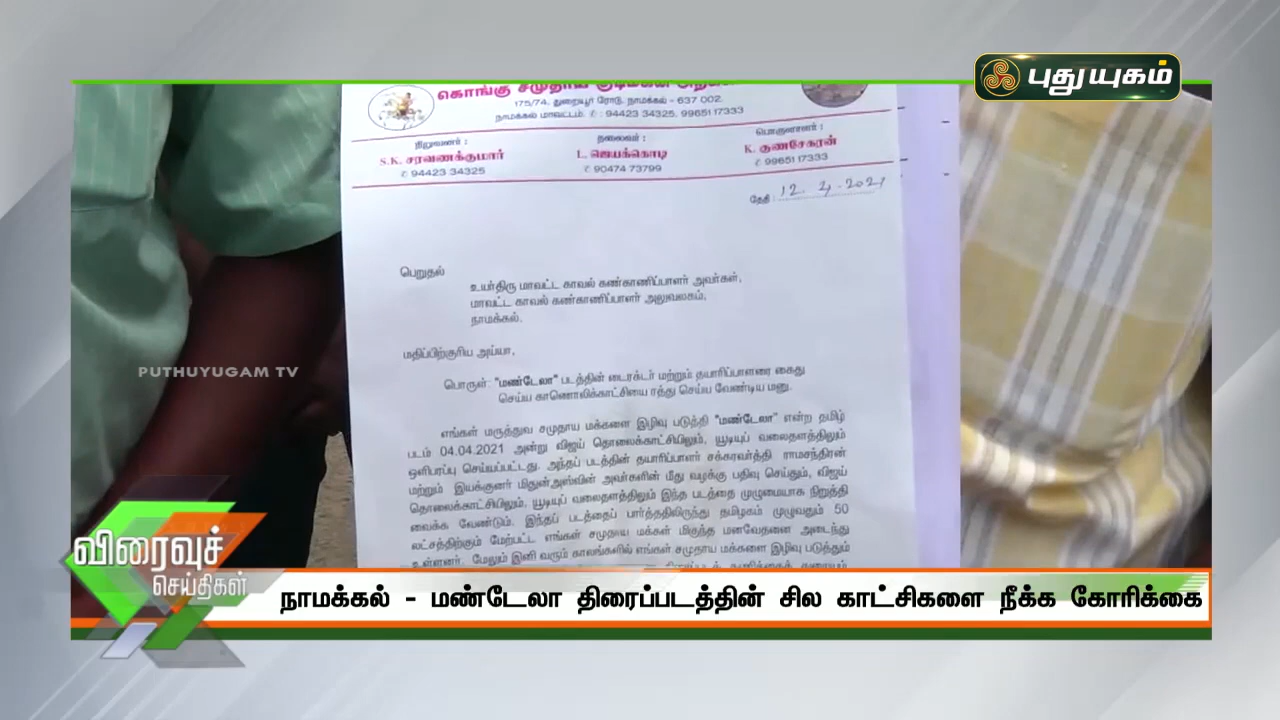 புதுயுகம்
கொங்கு சமுதாய
175/74, துறையூர் ரோடு, நாமக்கல் - 637 002.
நாமக்கல் மாவட்டம். ✆ : 94423 34325, 99651 17333
நிறுவனர் :
S.K. சரவணக்குமார்
✆ 94423 34325
தலைவர் :
L. ஜெயக்கொடி
✆ 90474 73799
பொருளாளர் :
K. குணசேகரன்
✆ 99651 17333
தேதி : 12. 4 . 2021
பெறுதல்
உயர்திரு மாவட்ட காவல் கண்காணிப்பாளர் அவர்கள்,
மாவட்ட காவல் கண்காணிப்பாளர் அலுவலகம்,
நாமக்கல்.
மதிப்பிற்குரிய அய்யா,
பொருள்: "மண்டேலா" படத்தின் டைரக்டர் மற்றும் தயாரிப்பாளரை கைது
செய்ய காணொலிக்காட்சியை ரத்து செய்ய வேண்டிய மனு.
எங்கள் மருத்துவ சமுதாய மக்களை இழிவு படுத்தி "மண்டேலா" என்ற தமிழ்
படம் 04.04.2021 அன்று விஜய் தொலைக்காட்சியிலும், யூடியுப் வலைதளத்திலும்
ஒளிபரப்பு செய்யப்பட்டது. அந்தப் படத்தின் தயாரிப்பாளர் சக்கரவர்த்தி ராமசந்திரன்
மற்றும் இயக்குனர் மிதுன்அஸ்வின் அவர்களின் மீது வழக்கு பதிவு செய்தும், விஜய்
தொலைக்காட்சியிலும், யூடியுப் வலைதளத்திலும் இந்த படத்தை முழுமையாக நிறுத்தி
வைக்க வேண்டும். இந்தப் படத்தைப் பார்த்ததிலிருந்து தமிழகம் முழுவதும் 50
லட்சத்திற்கும் மேற்பட்ட எங்கள் சமுதாய மக்கள் மிகுந்த மனவேதனை அடைந்து
உள்ளனர். மேலும் இனி வரும் காலங்களில் எங்கள் சமுதாய மக்களை இழிவு படுத்தும்
PUTHUYUGAM TV
விரைவுச்
செய்திகள்
நாமக்கல் - மண்டேலா திரைப்படத்தின் சில காட்சிகளை நீக்க கோரிக்கை